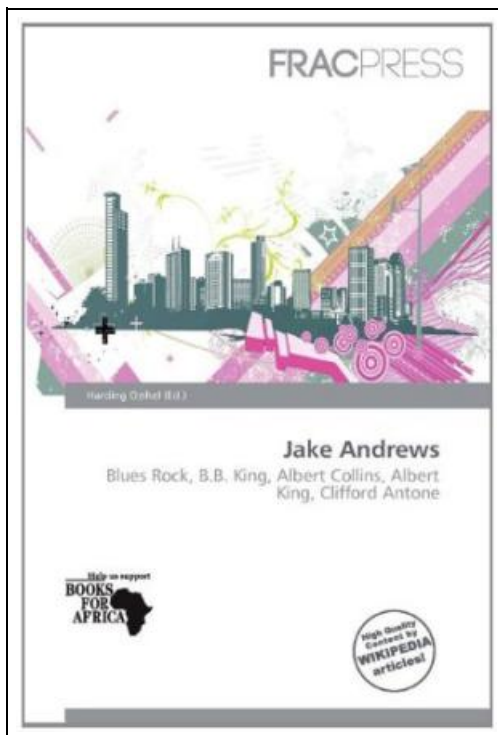 FRACPRESS
Harding Ozihel (Ed.)
Jake Andrews
Blues Rock, B.B. King, Albert Collins, Albert
King, Clifford Antone
Help us support
BOOKS
FOR
AFRICA
High Quality
Content by
WIKIPEDIA
articles!